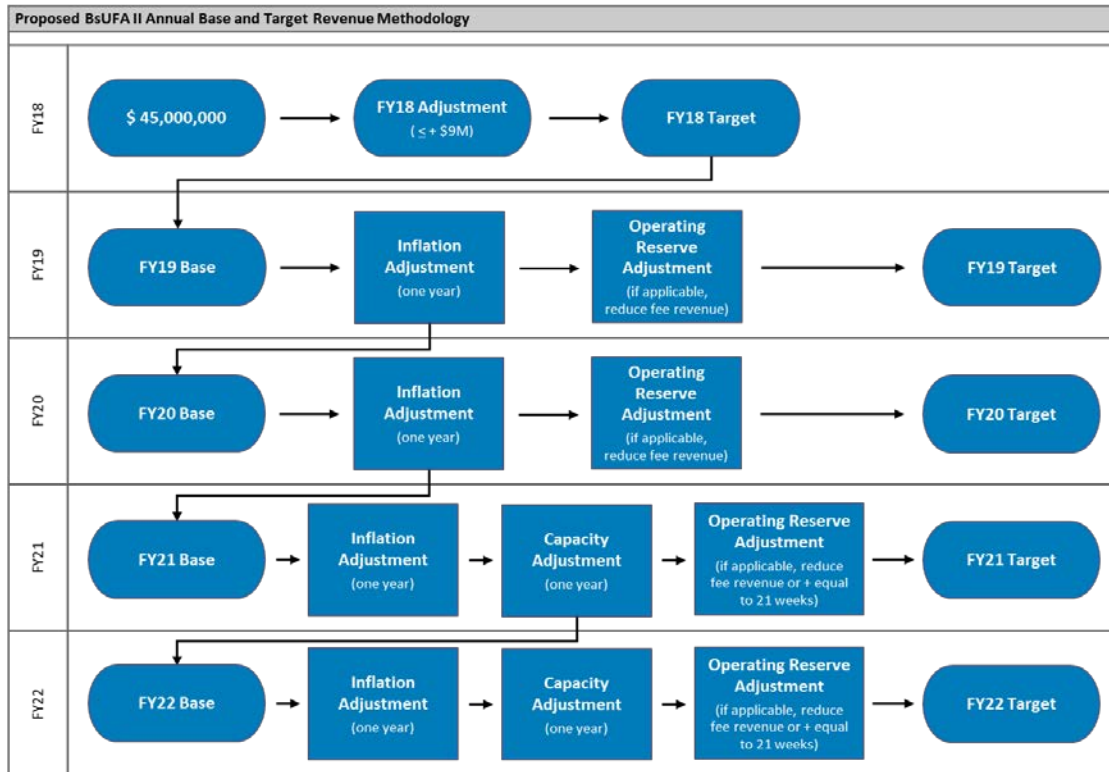 Proposed BsUFA II Annual Base and Target Revenue Methodology
FY18
$ 45,000,000
FY18 Adjustment
( ≤ + $9M)
FY18 Target
FY19
FY19 Base
Inflation
Adjustment
(one year)
Operating
Reserve
Adjustment
(if applicable,
reduce fee revenue)
FY19 Target
FY20
FY20 Base
Inflation
Adjustment
(one year)
Operating
Reserve
Adjustment
(if applicable,
reduce fee revenue)
FY20 Target
FY21
FY21 Base
Inflation
Adjustment
(one year)
Capacity
Adjustment
(one year)
Operating Reserve
Adjustment
(if applicable, reduce
fee revenue or + equal
to 21 weeks)
FY21 Target
FY22
FY22 Base
Inflation
Adjustment
(one year)
Capacity
Adjustment
(one year)
Operating Reserve
Adjustment
(if applicable, reduce
fee revenue or + equal
to 21 weeks)
FY22 Target